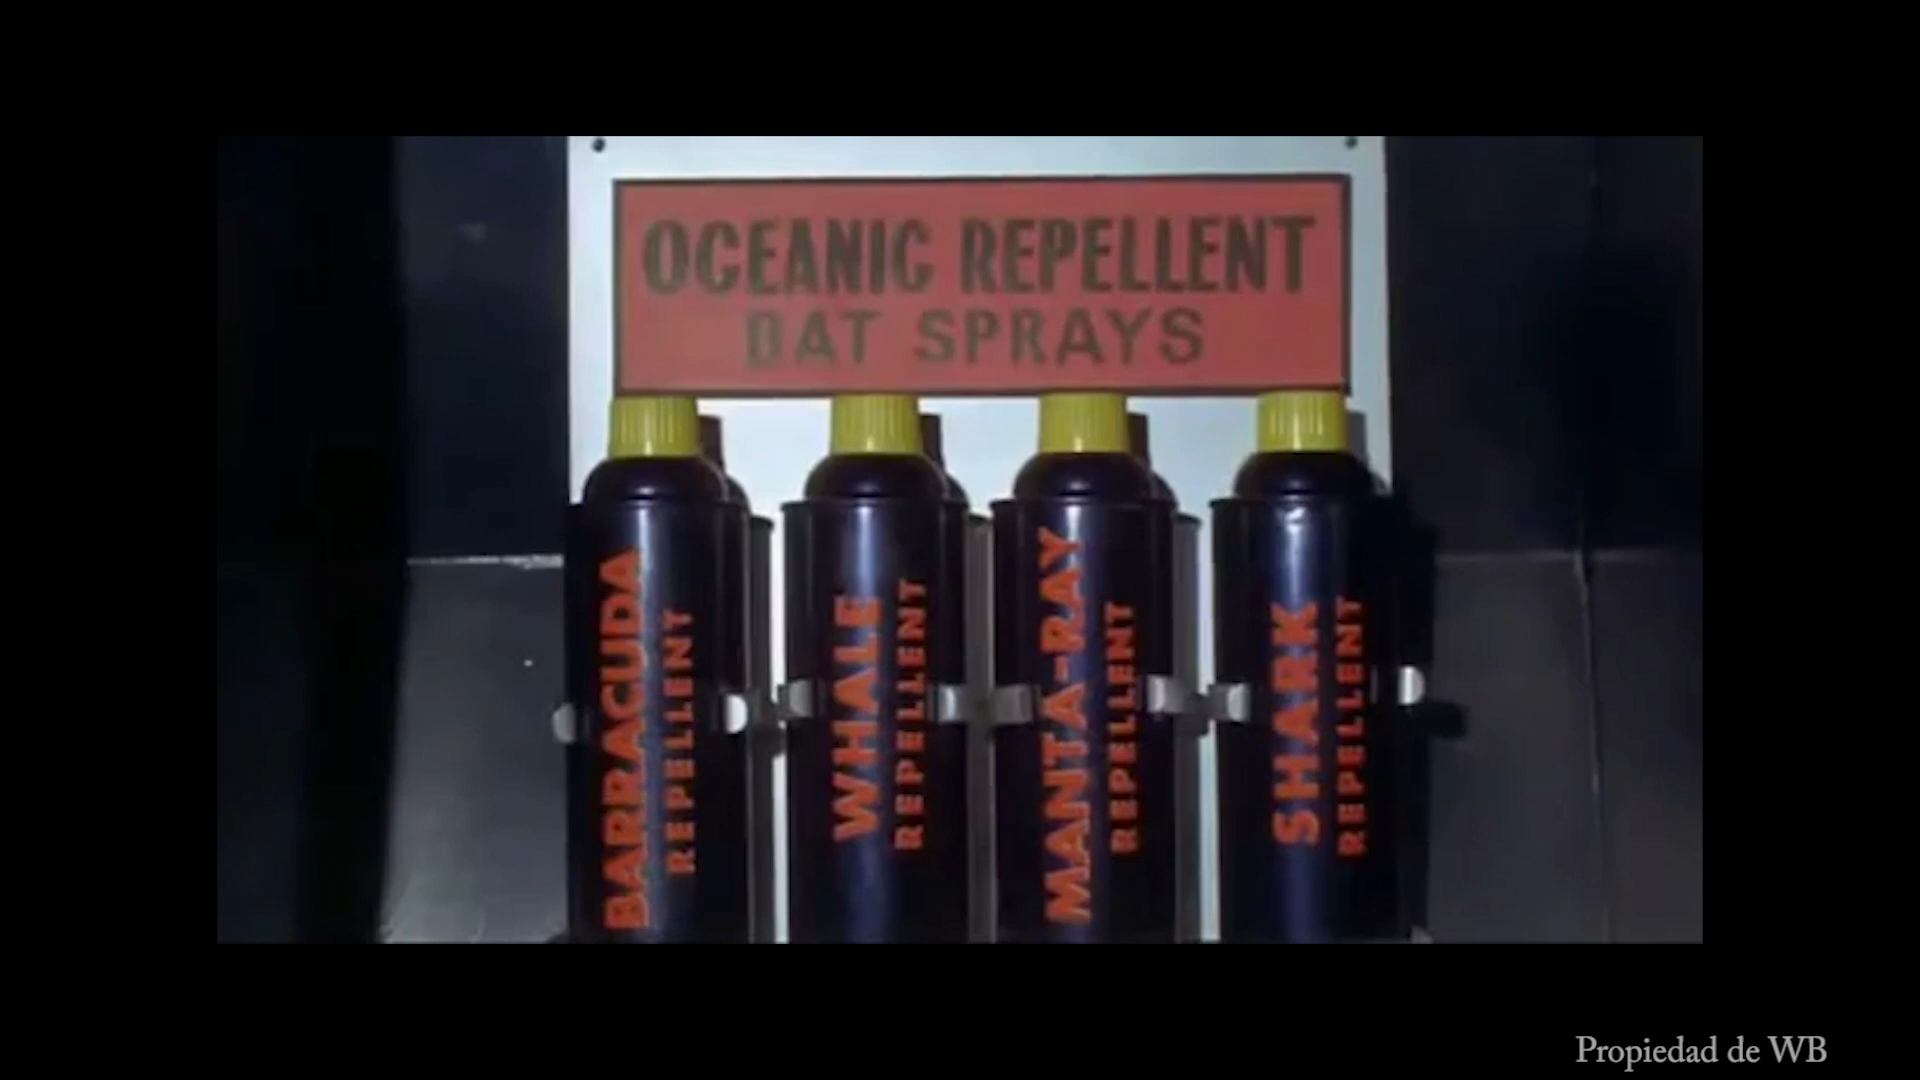 OCEANIC REPELLENT
BAT SPRAYS
BARRACUDA
REPELLENT
WHALE
REPELLENT
MANTA-RAY
REPELLENT
SHARK
REPELLENT
Propiedad de WB